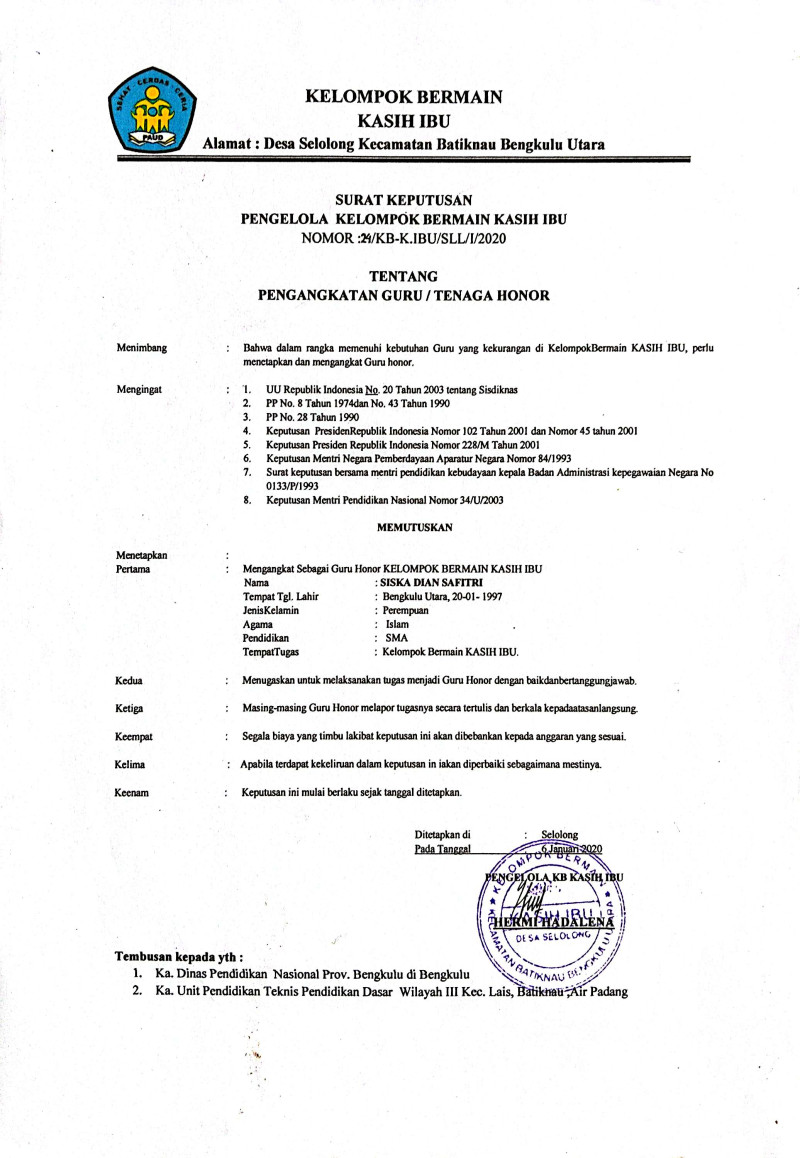 SEHAT CERDAS CERIA
PAUD
KELOMPOK BERMAIN
KASIH IBU
Alamat : Desa Selolong Kecamatan Batiknau Bengkulu Utara
SURAT KEPUTUSAN
PENGELOLA KELOMPOK BERMAIN KASIH IBU
NOMOR :24/KB-K.IBU/SLL/I/2020
TENTANG
PENGANGKATAN GURU / TENAGA HONOR
Menimbang : Bahwa dalam rangka memenuhi kebutuhan Guru yang kekurangan di KelompokBermain KASIH IBU, perlu
menetapkan dan mengangkat Guru honor.
Mengingat : 1. UU Republik Indonesia No. 20 Tahun 2003 tentang Sisdiknas
2. PP No. 8 Tahun 1974dan No. 43 Tahun 1990
3. PP No. 28 Tahun 1990
4. Keputusan PresidenRepublik Indonesia Nomor 102 Tahun 2001 dan Nomor 45 tahun 2001
5. Keputusan Presiden Republik Indonesia Nomor 228/M Tahun 2001
6. Keputusan Mentri Negara Pemberdayaan Aparatur Negara Nomor 84/1993
7. Surat keputusan bersama mentri pendidikan kebudayaan kepala Badan Administrasi kepegawaian Negara No
0133/P/1993
8. Keputusan Mentri Pendidikan Nasional Nomor 34/U/2003
MEMUTUSKAN
Menetapkan :
Pertama : Mengangkat Sebagai Guru Honor KELOMPOK BERMAIN KASIH IBU
Nama : SISKA DIAN SAFITRI
Tempat Tgl. Lahir : Bengkulu Utara, 20-01- 1997
JenisKelamin : Perempuan
Agama : Islam
Pendidikan : SMA
TempatTugas : Kelompok Bermain KASIH IBU.
Kedua : Menugaskan untuk melaksanakan tugas menjadi Guru Honor dengan baikdanbertanggungjawab.
Ketiga : Masing-masing Guru Honor melapor tugasnya secara tertulis dan berkala kepadaatasanlangsung.
Keempat : Segala biaya yang timbu lakibat keputusan ini akan dibebankan kepada anggaran yang sesuai.
Kelima : Apabila terdapat kekeliruan dalam keputusan in iakan diperbaiki sebagaimana mestinya.
Keenam : Keputusan ini mulai berlaku sejak tanggal ditetapkan.
Ditetapkan di : Selolong
Pada Tanggal 6 Januari 2020
PENGELOLA KB KASIH IBU
HERMI HADALENA
KELOMPOK BERMAIN
KASIH IBU
DESA SELOLONG
KECAMATAN BATIKNAU BENGKULU UTARA
Tembusan kepada yth :
1. Ka. Dinas Pendidikan Nasional Prov. Bengkulu di Bengkulu
2. Ka. Unit Pendidikan Teknis Pendidikan Dasar Wilayah III Kec. Lais, Batiknau ,Air Padang